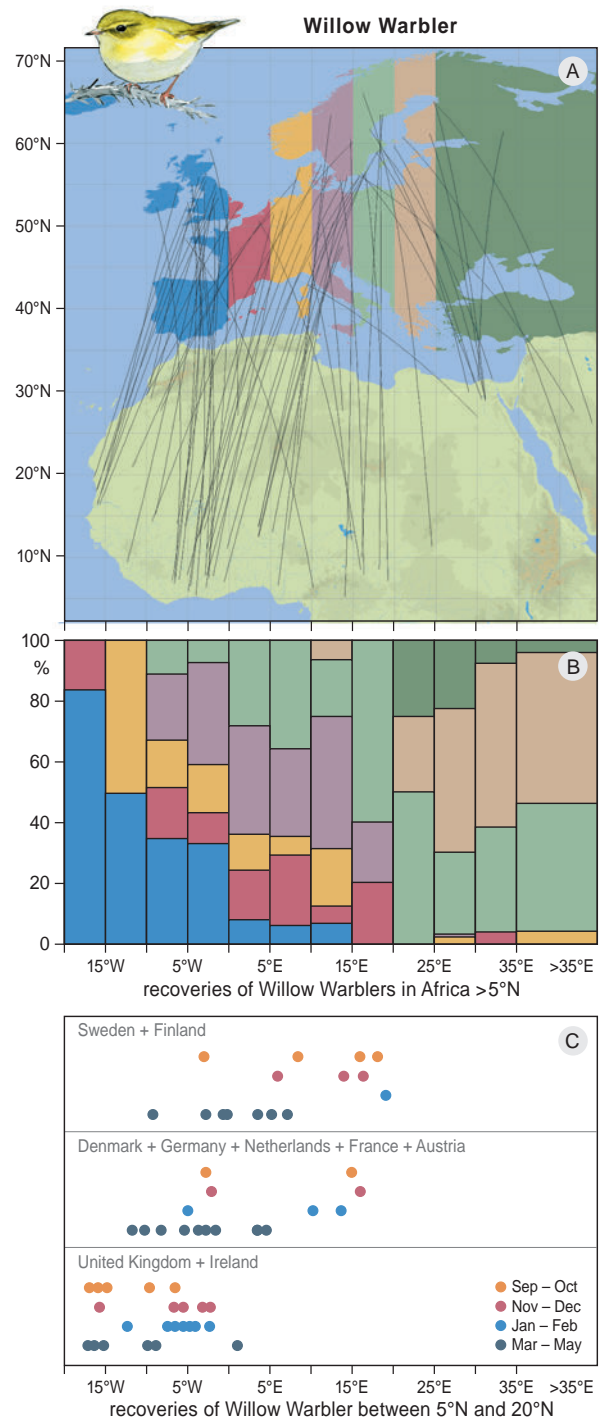 Willow Warbler
A
70°N
60°N
50°N
40°N
30°N
20°N
10°N
B
100
%
80
60
40
20
0
15°W 5°W 5°E 15°E 25°E 35°E >35°E
recoveries of Willow Warblers in Africa >5°N
C
Sweden + Finland
Denmark + Germany + Netherlands + France + Austria
United Kingdom + Ireland
Sep – Oct
Nov – Dec
Jan – Feb
Mar – May
15°W 5°W 5°E 15°E 25°E 35°E >35°E
recoveries of Willow Warbler between 5°N and 20°N